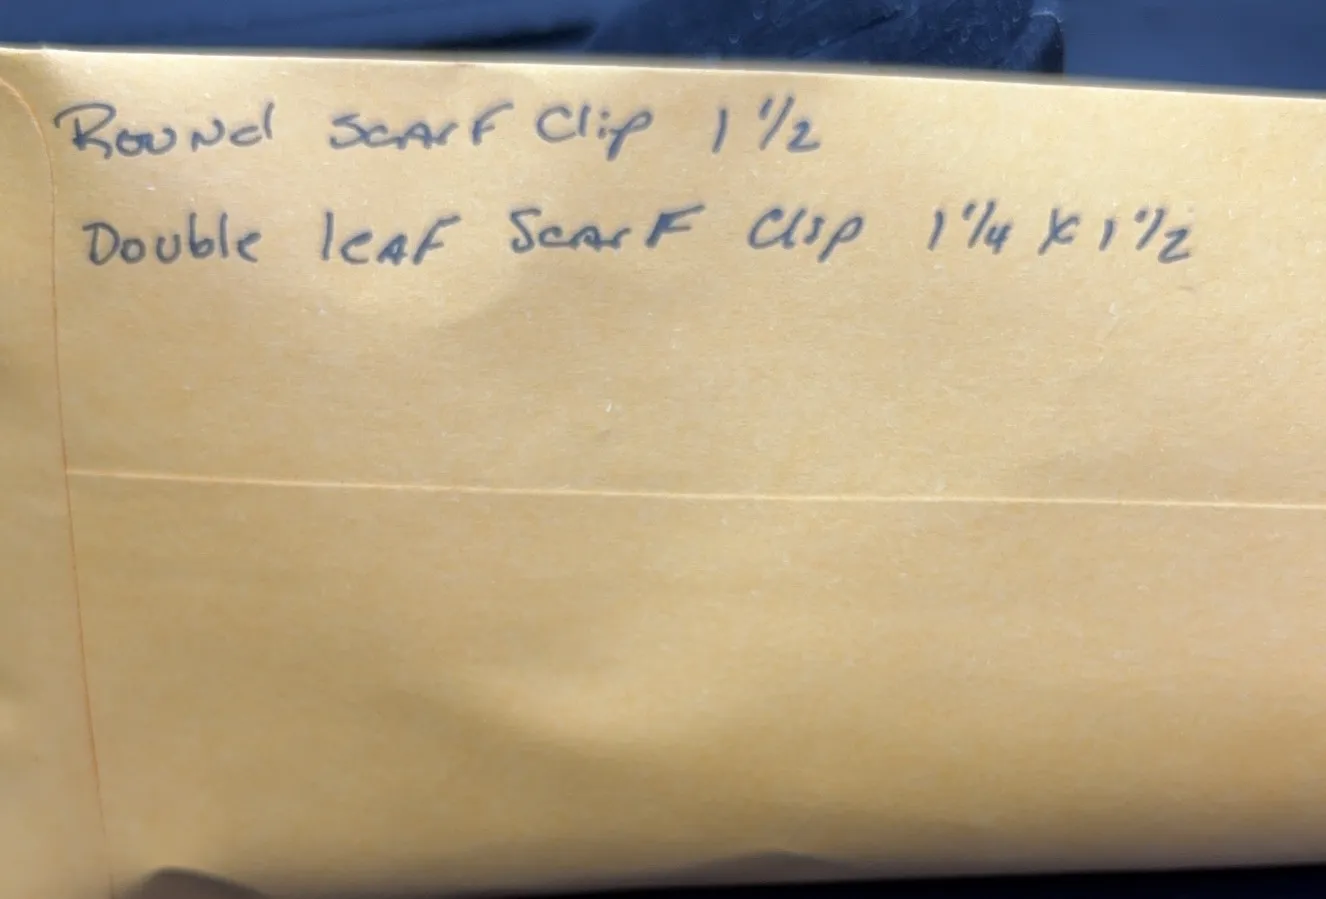 Round Scarf Clip 1 1/2
Double leaf Scarf Clip 1 1/4 x 1 1/2